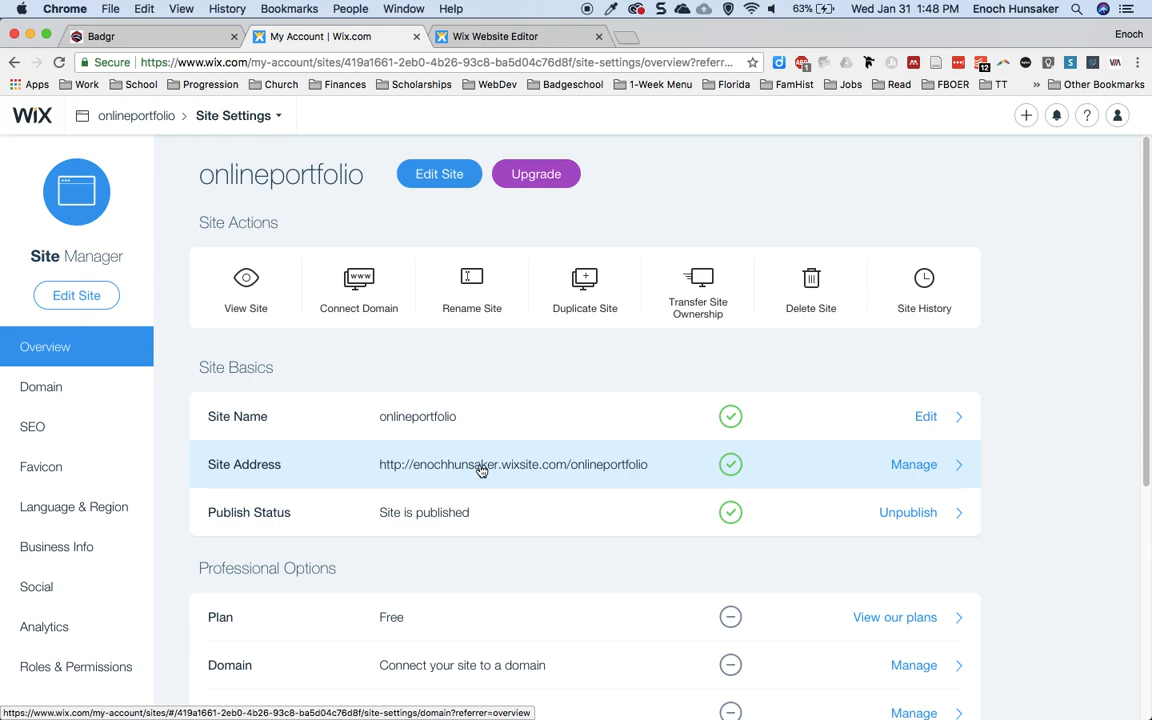 Chrome File Edit View History Bookmarks People Window Help 63% Wed Jan 31 1:48 PM Enoch Hunsaker
Badgr My Account | Wix.com Wix Website Editor Enoch
Secure https://www.wix.com/my-account/sites/419a1661-2eb0-4b26-93c8-ba5d04c76d8f/site-settings/overview?referr...
Apps Work School Progression Church Finances Scholarships WebDev Badgeschool 1-Week Menu Florida FamHist Jobs Read FBOER TT » Other Bookmarks
WiX onlineportfolio > Site Settings
onlineportfolio Edit Site Upgrade
Site Actions
Site Manager
Edit Site
View Site Connect Domain Rename Site Duplicate Site Transfer Site Ownership Delete Site Site History
Overview
Domain
SEO
Favicon
Language & Region
Business Info
Social
Analytics
Roles & Permissions
Site Basics
Site Name onlineportfolio Edit
Site Address http://enochhunsaker.wixsite.com/onlineportfolio Manage
Publish Status Site is published Unpublish
Professional Options
Plan Free View our plans
Domain Connect your site to a domain Manage
Manage
https://www.wix.com/my-account/sites/#/419a1661-2eb0-4b26-93c8-ba5d04c76d8f/site-settings/domain?referrer=overview